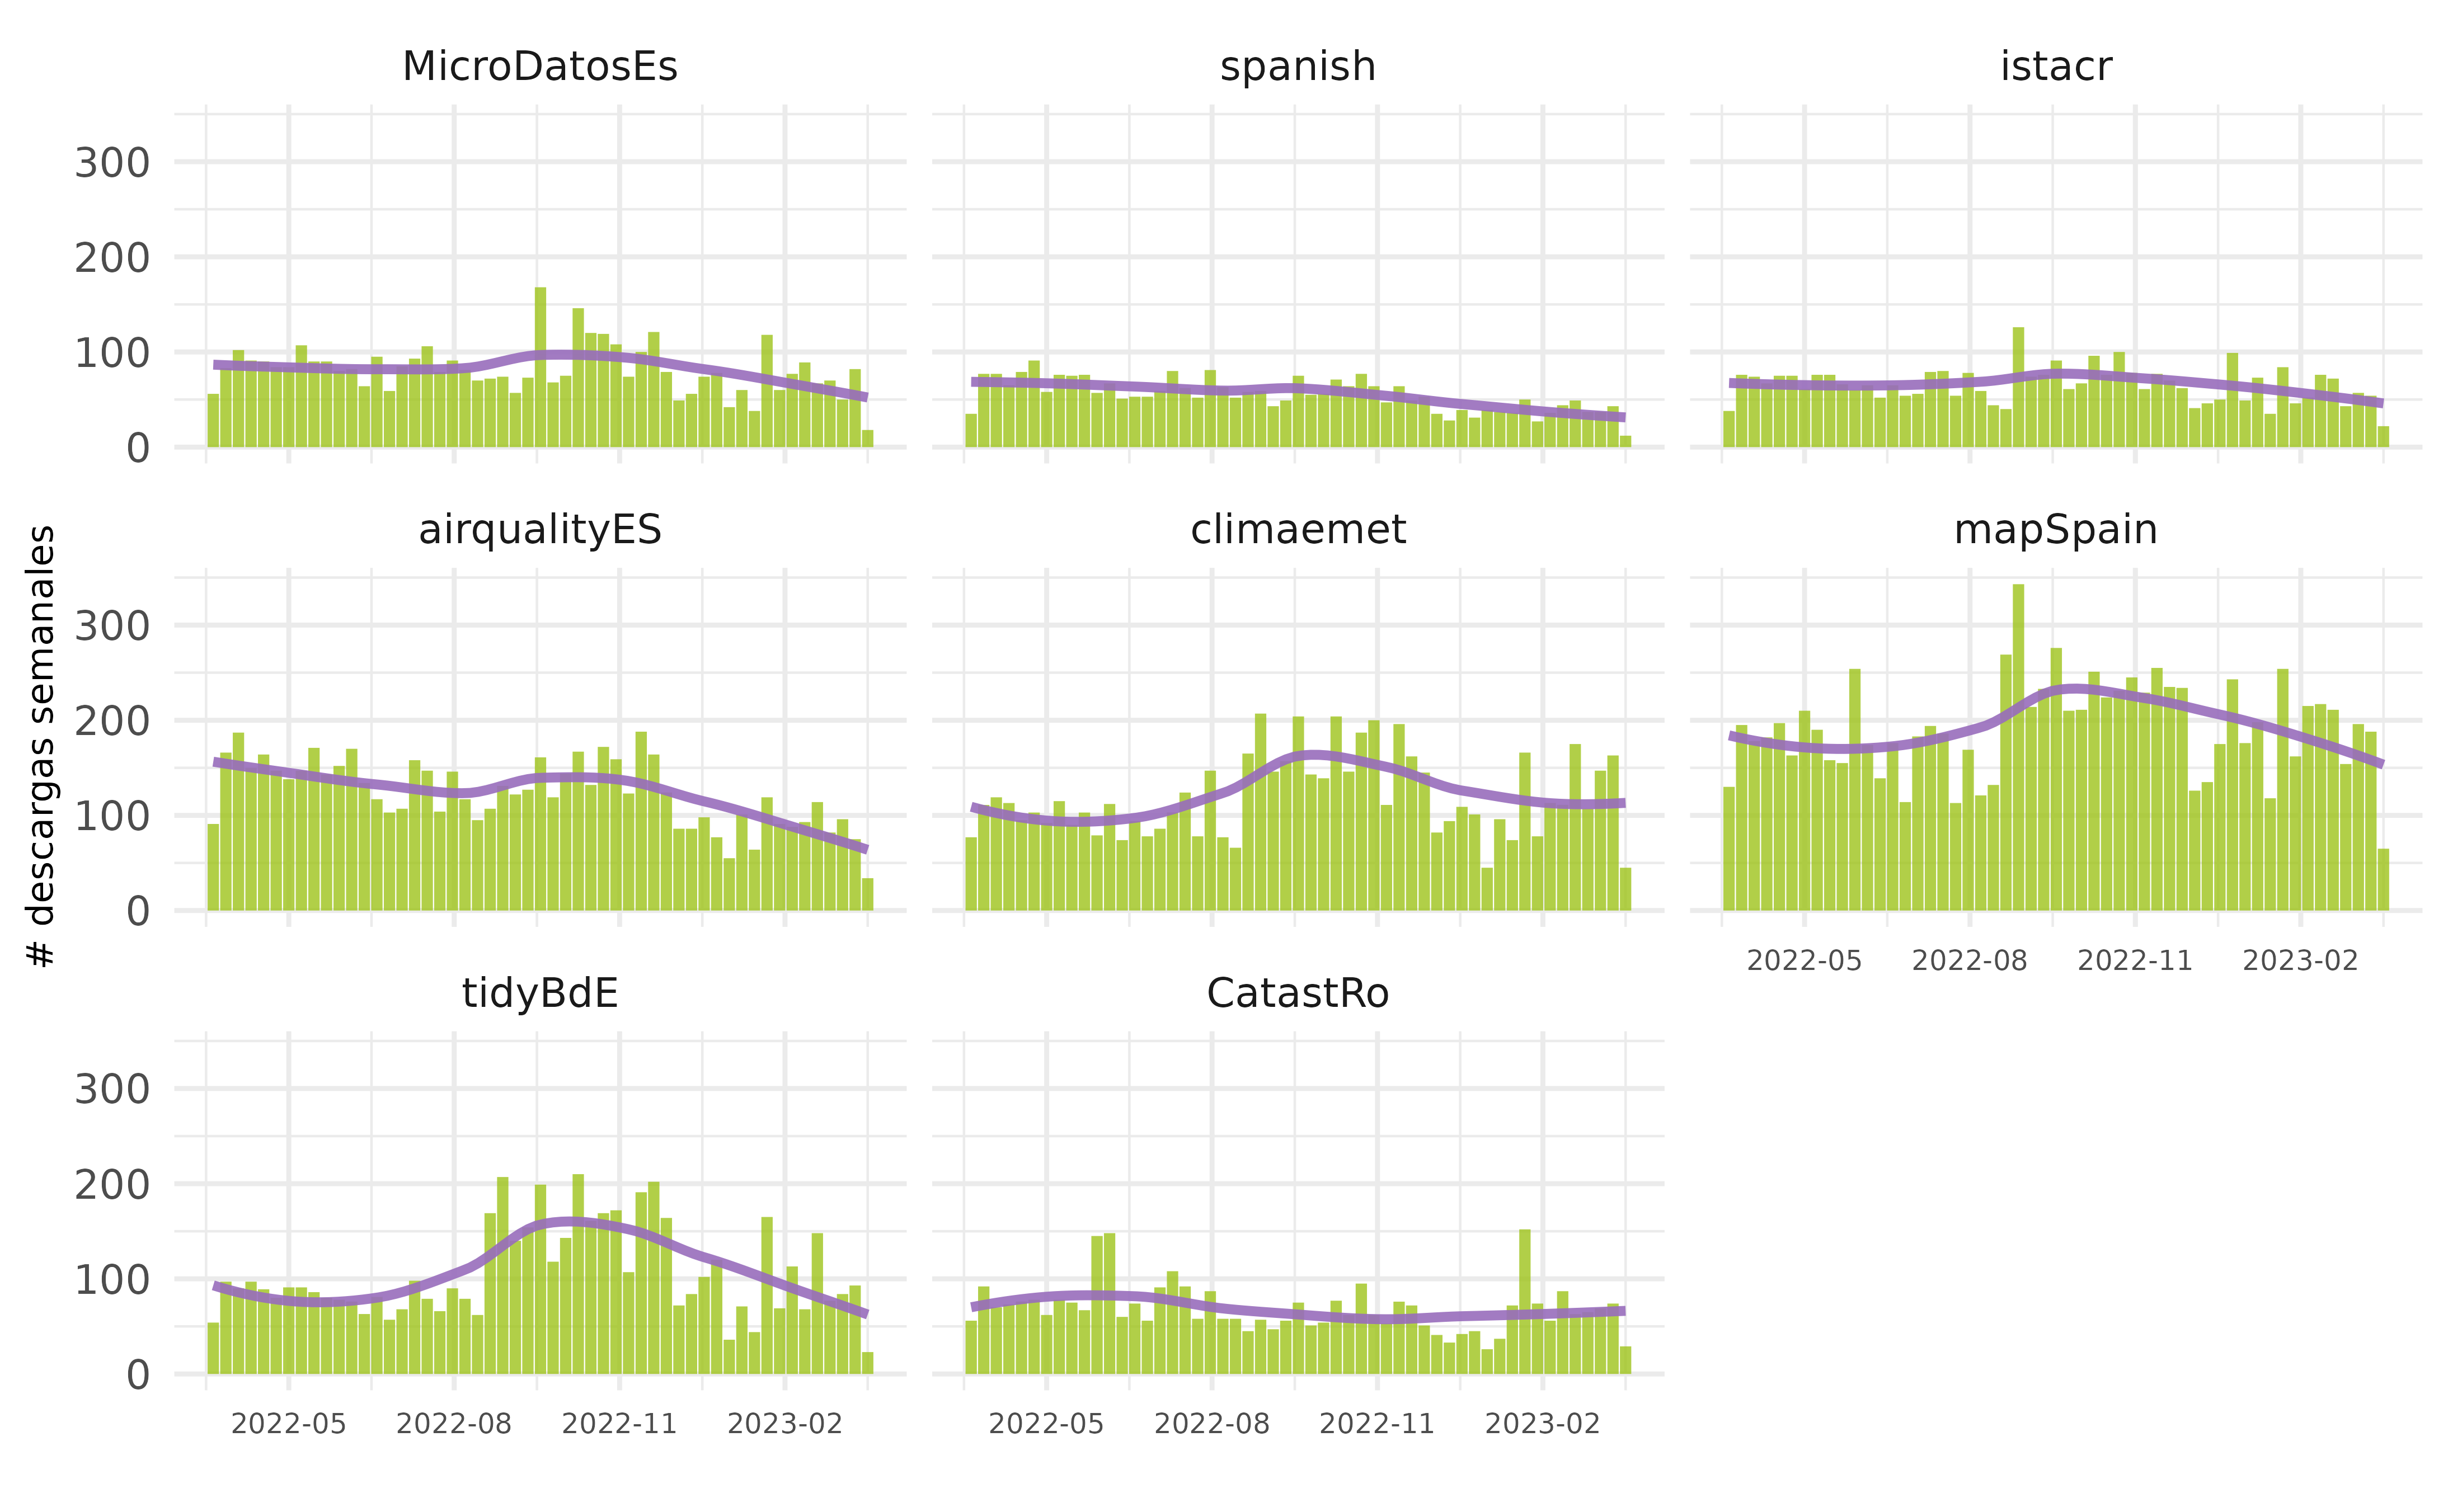 MicroDatosEs
spanish
istacr
300
200
100
0
# descargas semanales
airqualityES
climaemet
mapSpain
300
200
100
0
2022-05 2022-08 2022-11 2023-02
tidyBdE
CatastRo
300
200
100
0
2022-05 2022-08 2022-11 2023-02
2022-05 2022-08 2022-11 2023-02